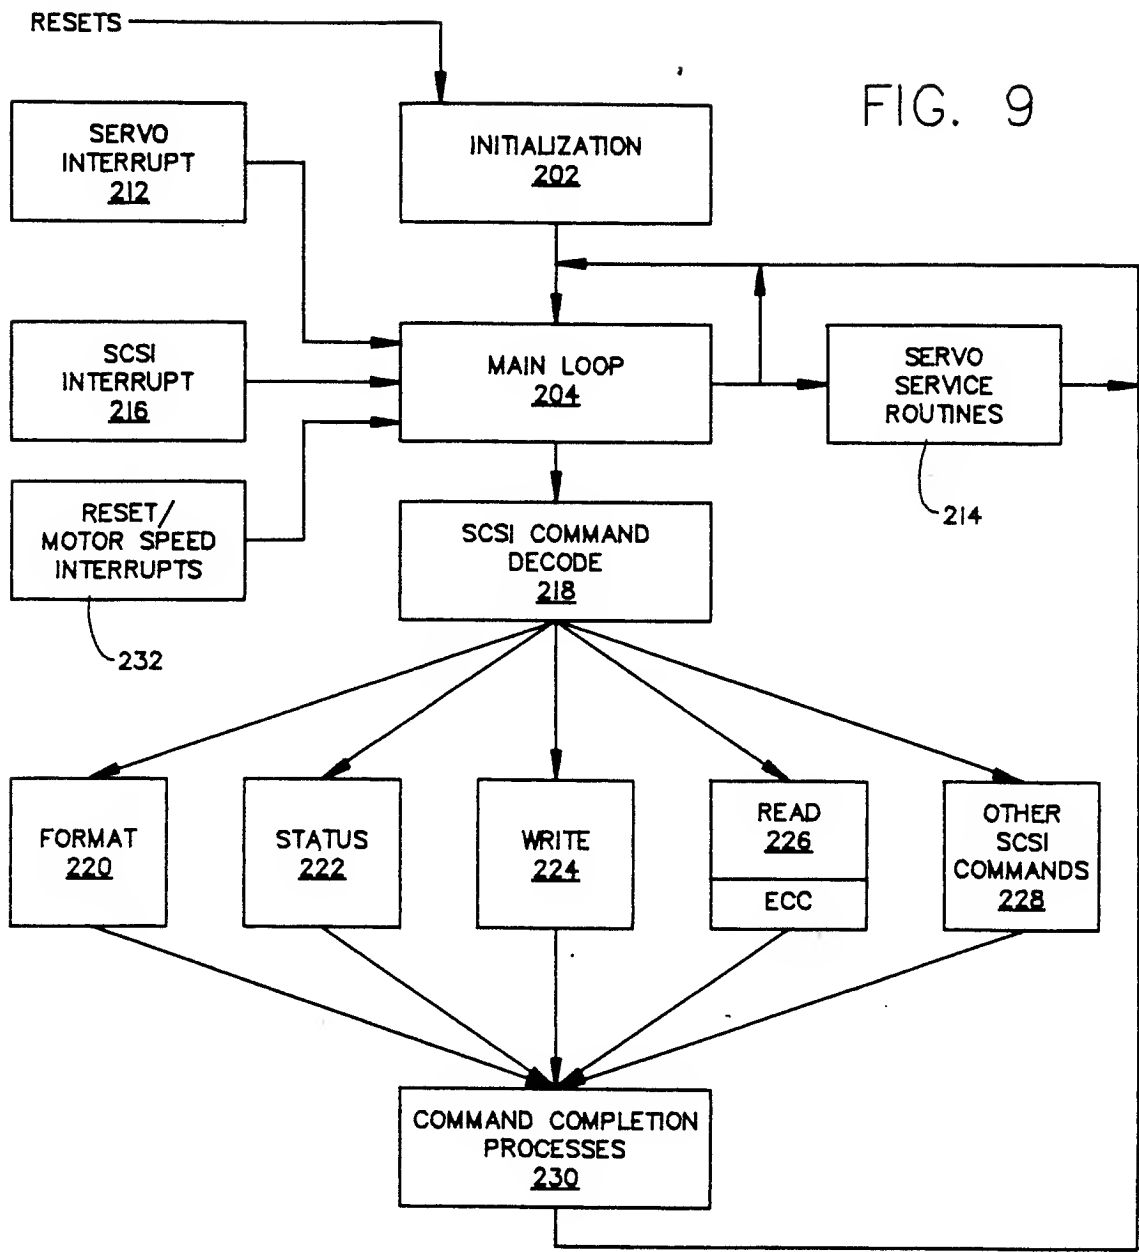 RESETS
FIG. 9
SERVO
INTERRUPT
212
INITIALIZATION
202
SCSI
INTERRUPT
216
MAIN LOOP
204
SERVO
SERVICE
ROUTINES
214
RESET/
MOTOR SPEED
INTERRUPTS
232
SCSI COMMAND
DECODE
218
FORMAT
220
STATUS
222
WRITE
224
READ
226
ECC
OTHER
SCSI
COMMANDS
228
COMMAND COMPLETION
PROCESSES
230